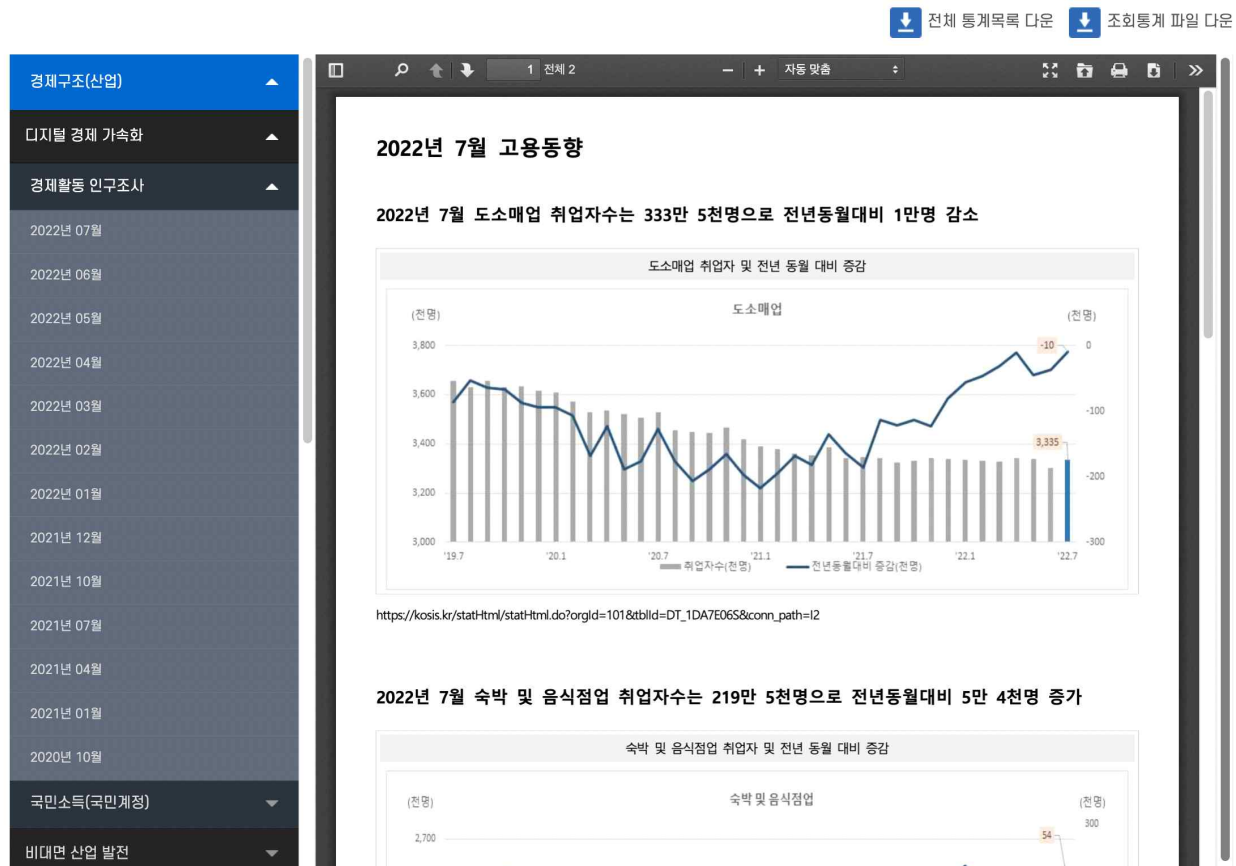 전체 통계목록 다운 조회통계 파일 다운
경제구조(산업)
디지털 경제 가속화
경제활동 인구조사
2022년 07월
2022년 06월
2022년 05월
2022년 04월
2022년 03월
2022년 02월
2022년 01월
2021년 12월
2021년 10월
2021년 07월
2021년 04월
2021년 01월
2020년 10월
국민소득(국민계정)
비대면 산업 발전
1 전체 2 자동 맞춤
2022년 7월 고용동향
2022년 7월 도소매업 취업자수는 333만 5천명으로 전년동월대비 1만명 감소
도소매업 취업자 및 전년 동월 대비 증감
도소매업
(전명) (전명)
3,800 -10 0
3,600
-100
3,400 3,335
-200
3,200
3,000 -300
'19.7 '20.1 '20.7 '21.1 '21.7 '22.1 '22.7
취업자수(전명) 전년동월대비 증감(전명)
https://kosis.kr/statHtml/statHtml.do?orgId=101&tblId=DT_1DA7E06S&conn_path=I2
2022년 7월 숙박 및 음식점업 취업자수는 219만 5천명으로 전년동월대비 5만 4천명 증가
숙박 및 음식점업 취업자 및 전년 동월 대비 증감
숙박 및 음식점업
(전명) (전명)
300
2,700 54